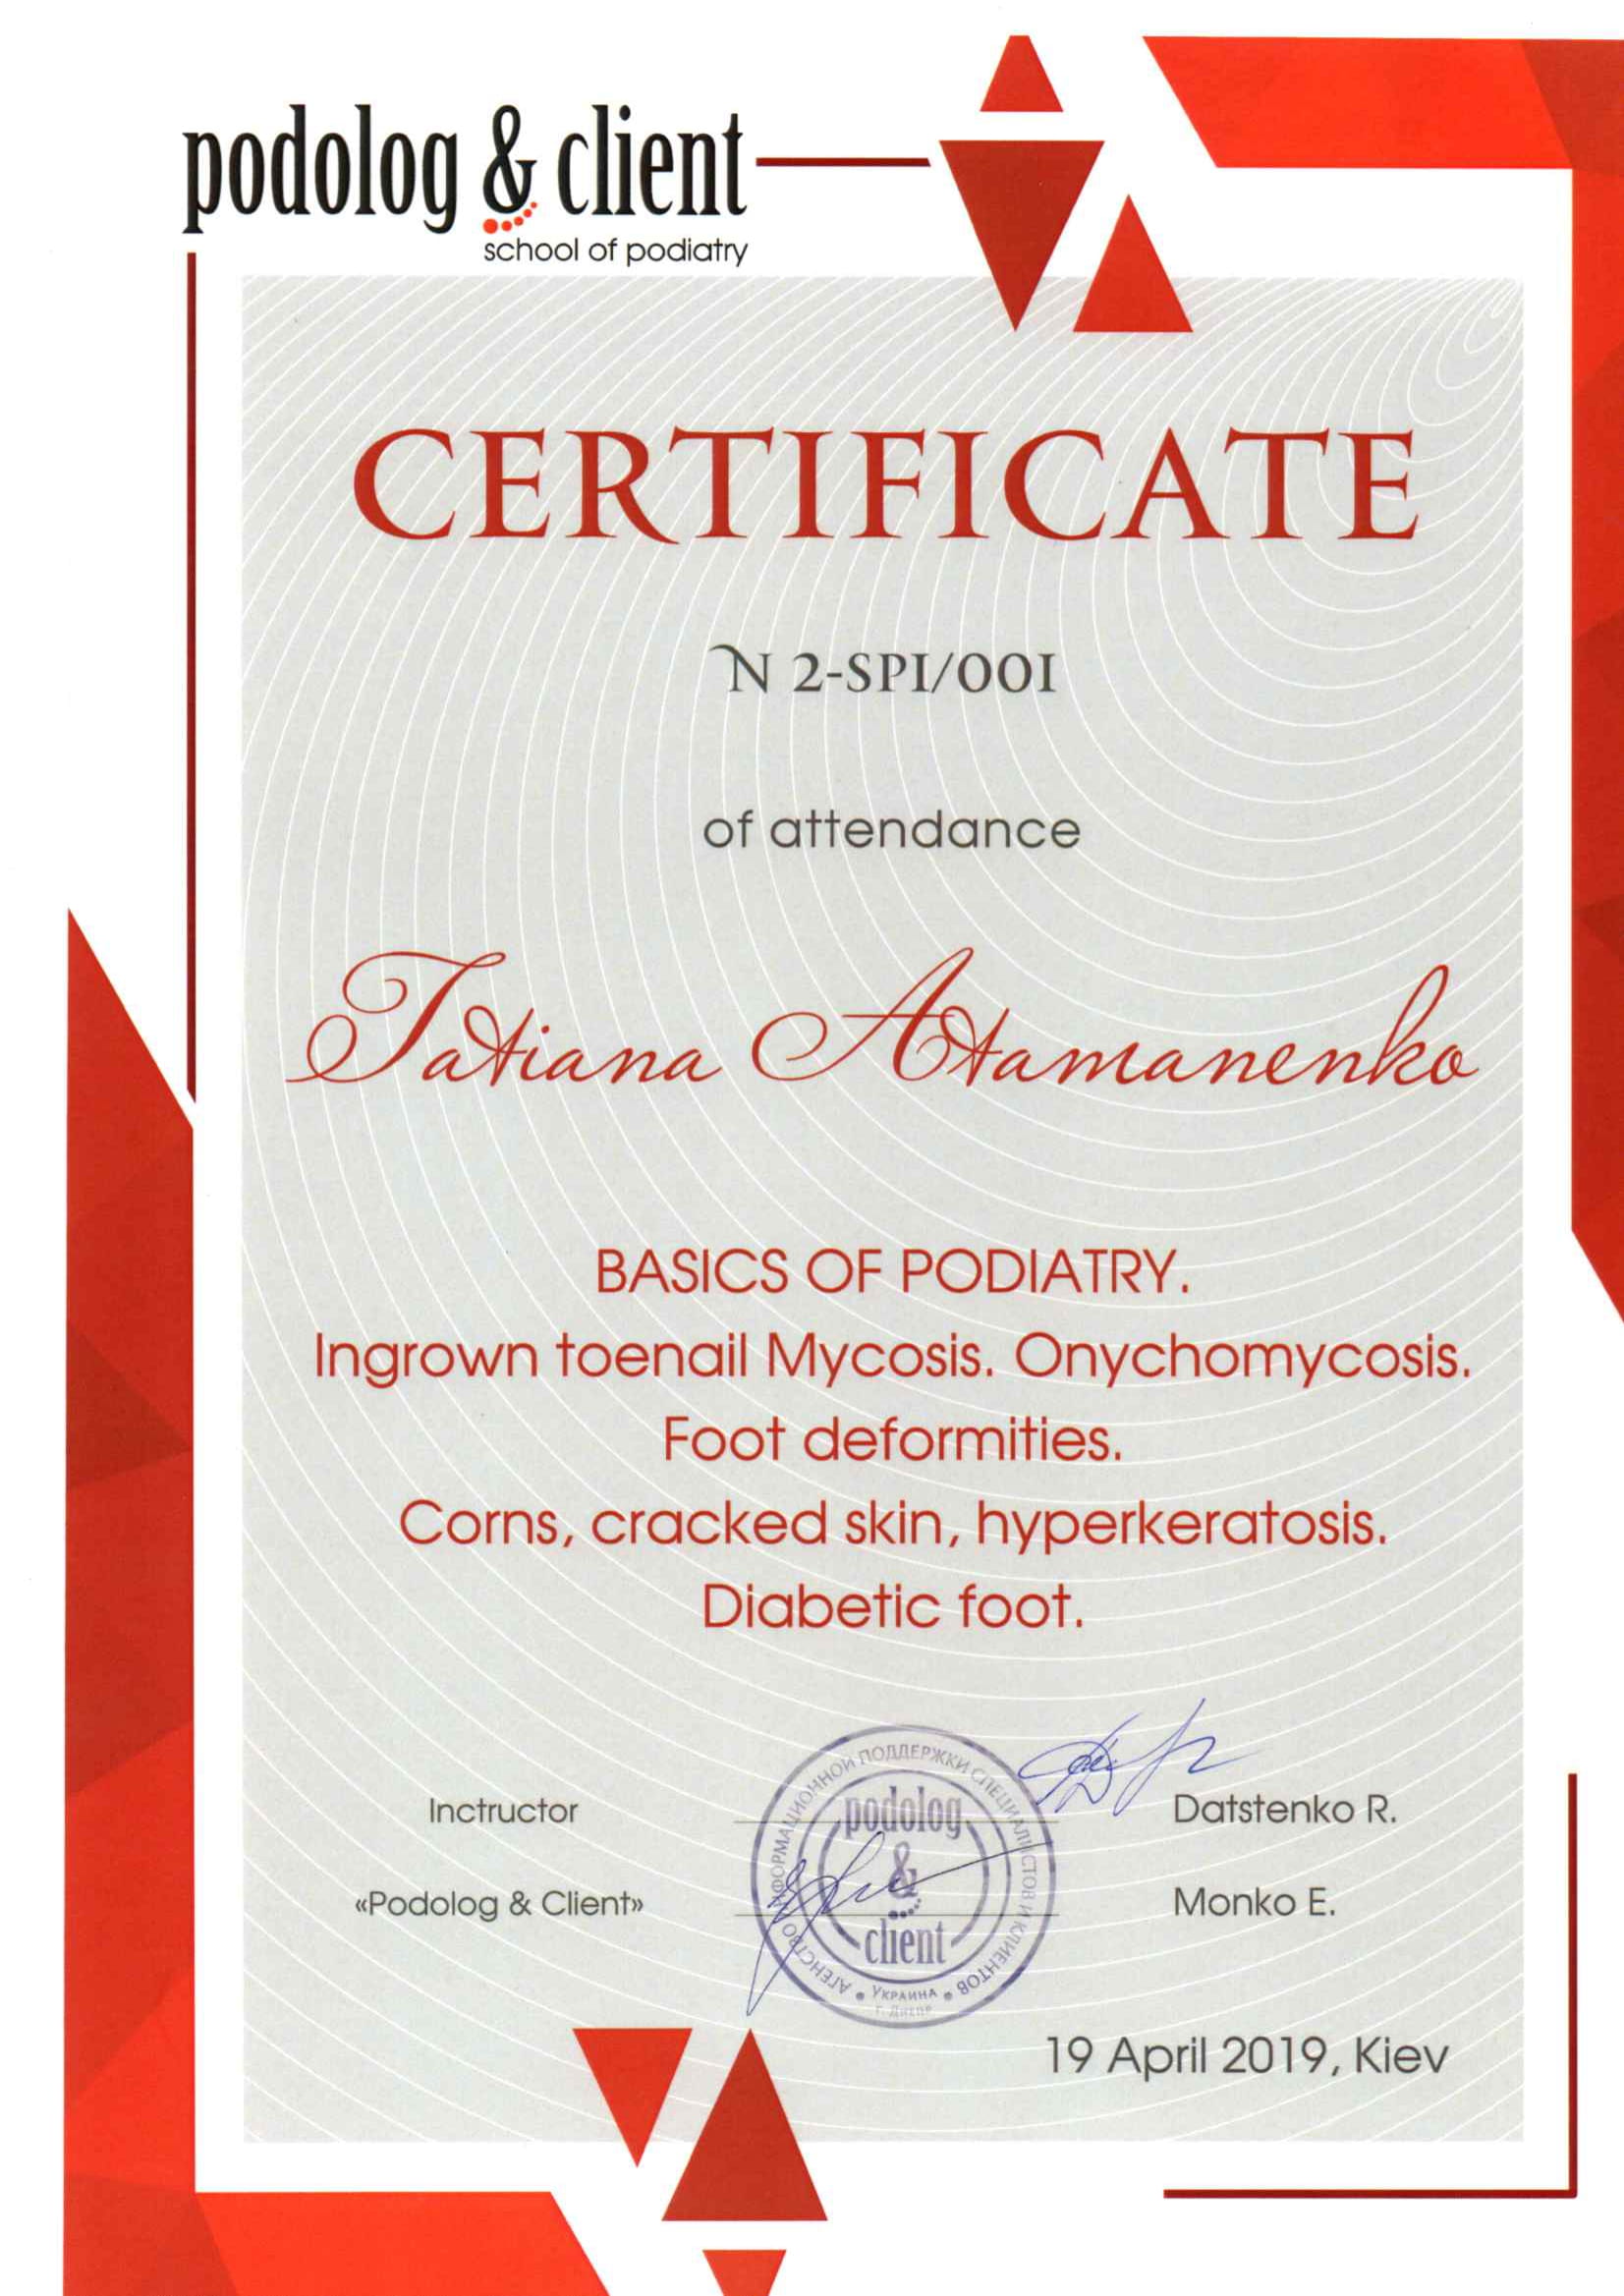 podolog & client
school of podiatry
CERTIFICATE
N 2-SPI/001
of attendance
Tatiana Atamanenko
BASICS OF PODIATRY.
Ingrown toenail Mycosis. Onychomycosis.
Foot deformities.
Corns, cracked skin, hyperkeratosis.
Diabetic foot.
Inctructor
Datstenko R.
«Podolog & Client»
Monko E.
АГЕНСТВО ИНФОРМАЦИОННОЙ ПОДДЕРЖКИ СПЕЦИАЛИСТОВ И КЛИЕНТОВ
podolog
&
client
УКРАИНА
г. Днепр
19 April 2019, Kiev